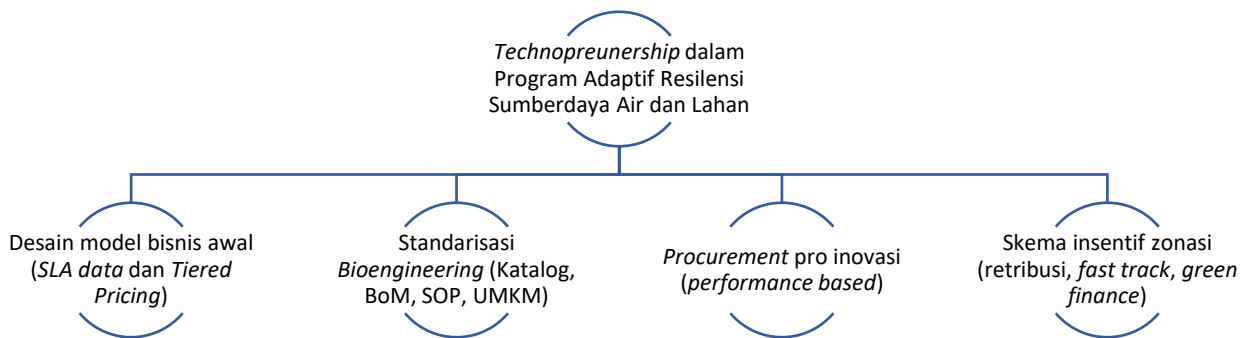 Technopreunership dalam
Program Adaptif Resilensi
Sumberdaya Air dan Lahan
Desain model bisnis awal
(SLA data dan Tiered
Pricing)
Standarisasi
Bioengineering (Katalog,
BoM, SOP, UMKM)
Procurement pro inovasi
(performance based)
Skema insentif zonasi
(retribusi, fast track, green
finance)